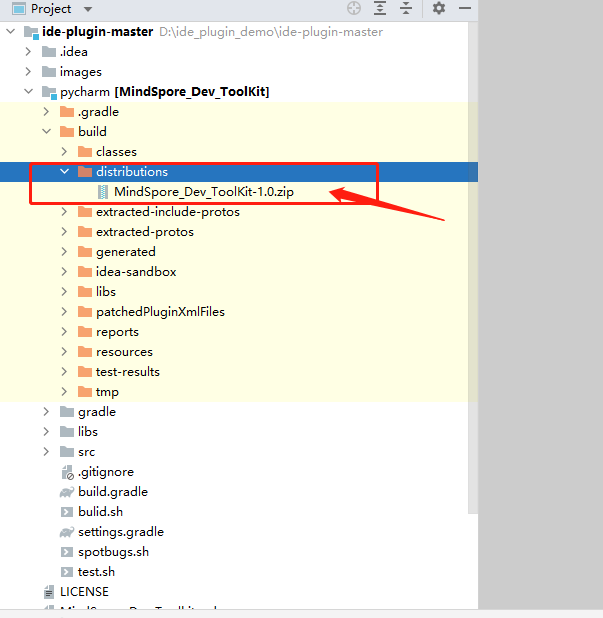 Project
ide-plugin-master D:\ide_plugin_demo\ide-plugin-master
.idea
images
pycharm [MindSpore_Dev_ToolKit]
.gradle
build
classes
distributions
MindSpore_Dev_ToolKit-1.0.zip
extracted-include-protos
extracted-protos
generated
idea-sandbox
libs
patchedPluginXmlFiles
reports
resources
test-results
tmp
gradle
libs
src
.gitignore
build.gradle
bulid.sh
settings.gradle
spotbugs.sh
test.sh
LICENSE